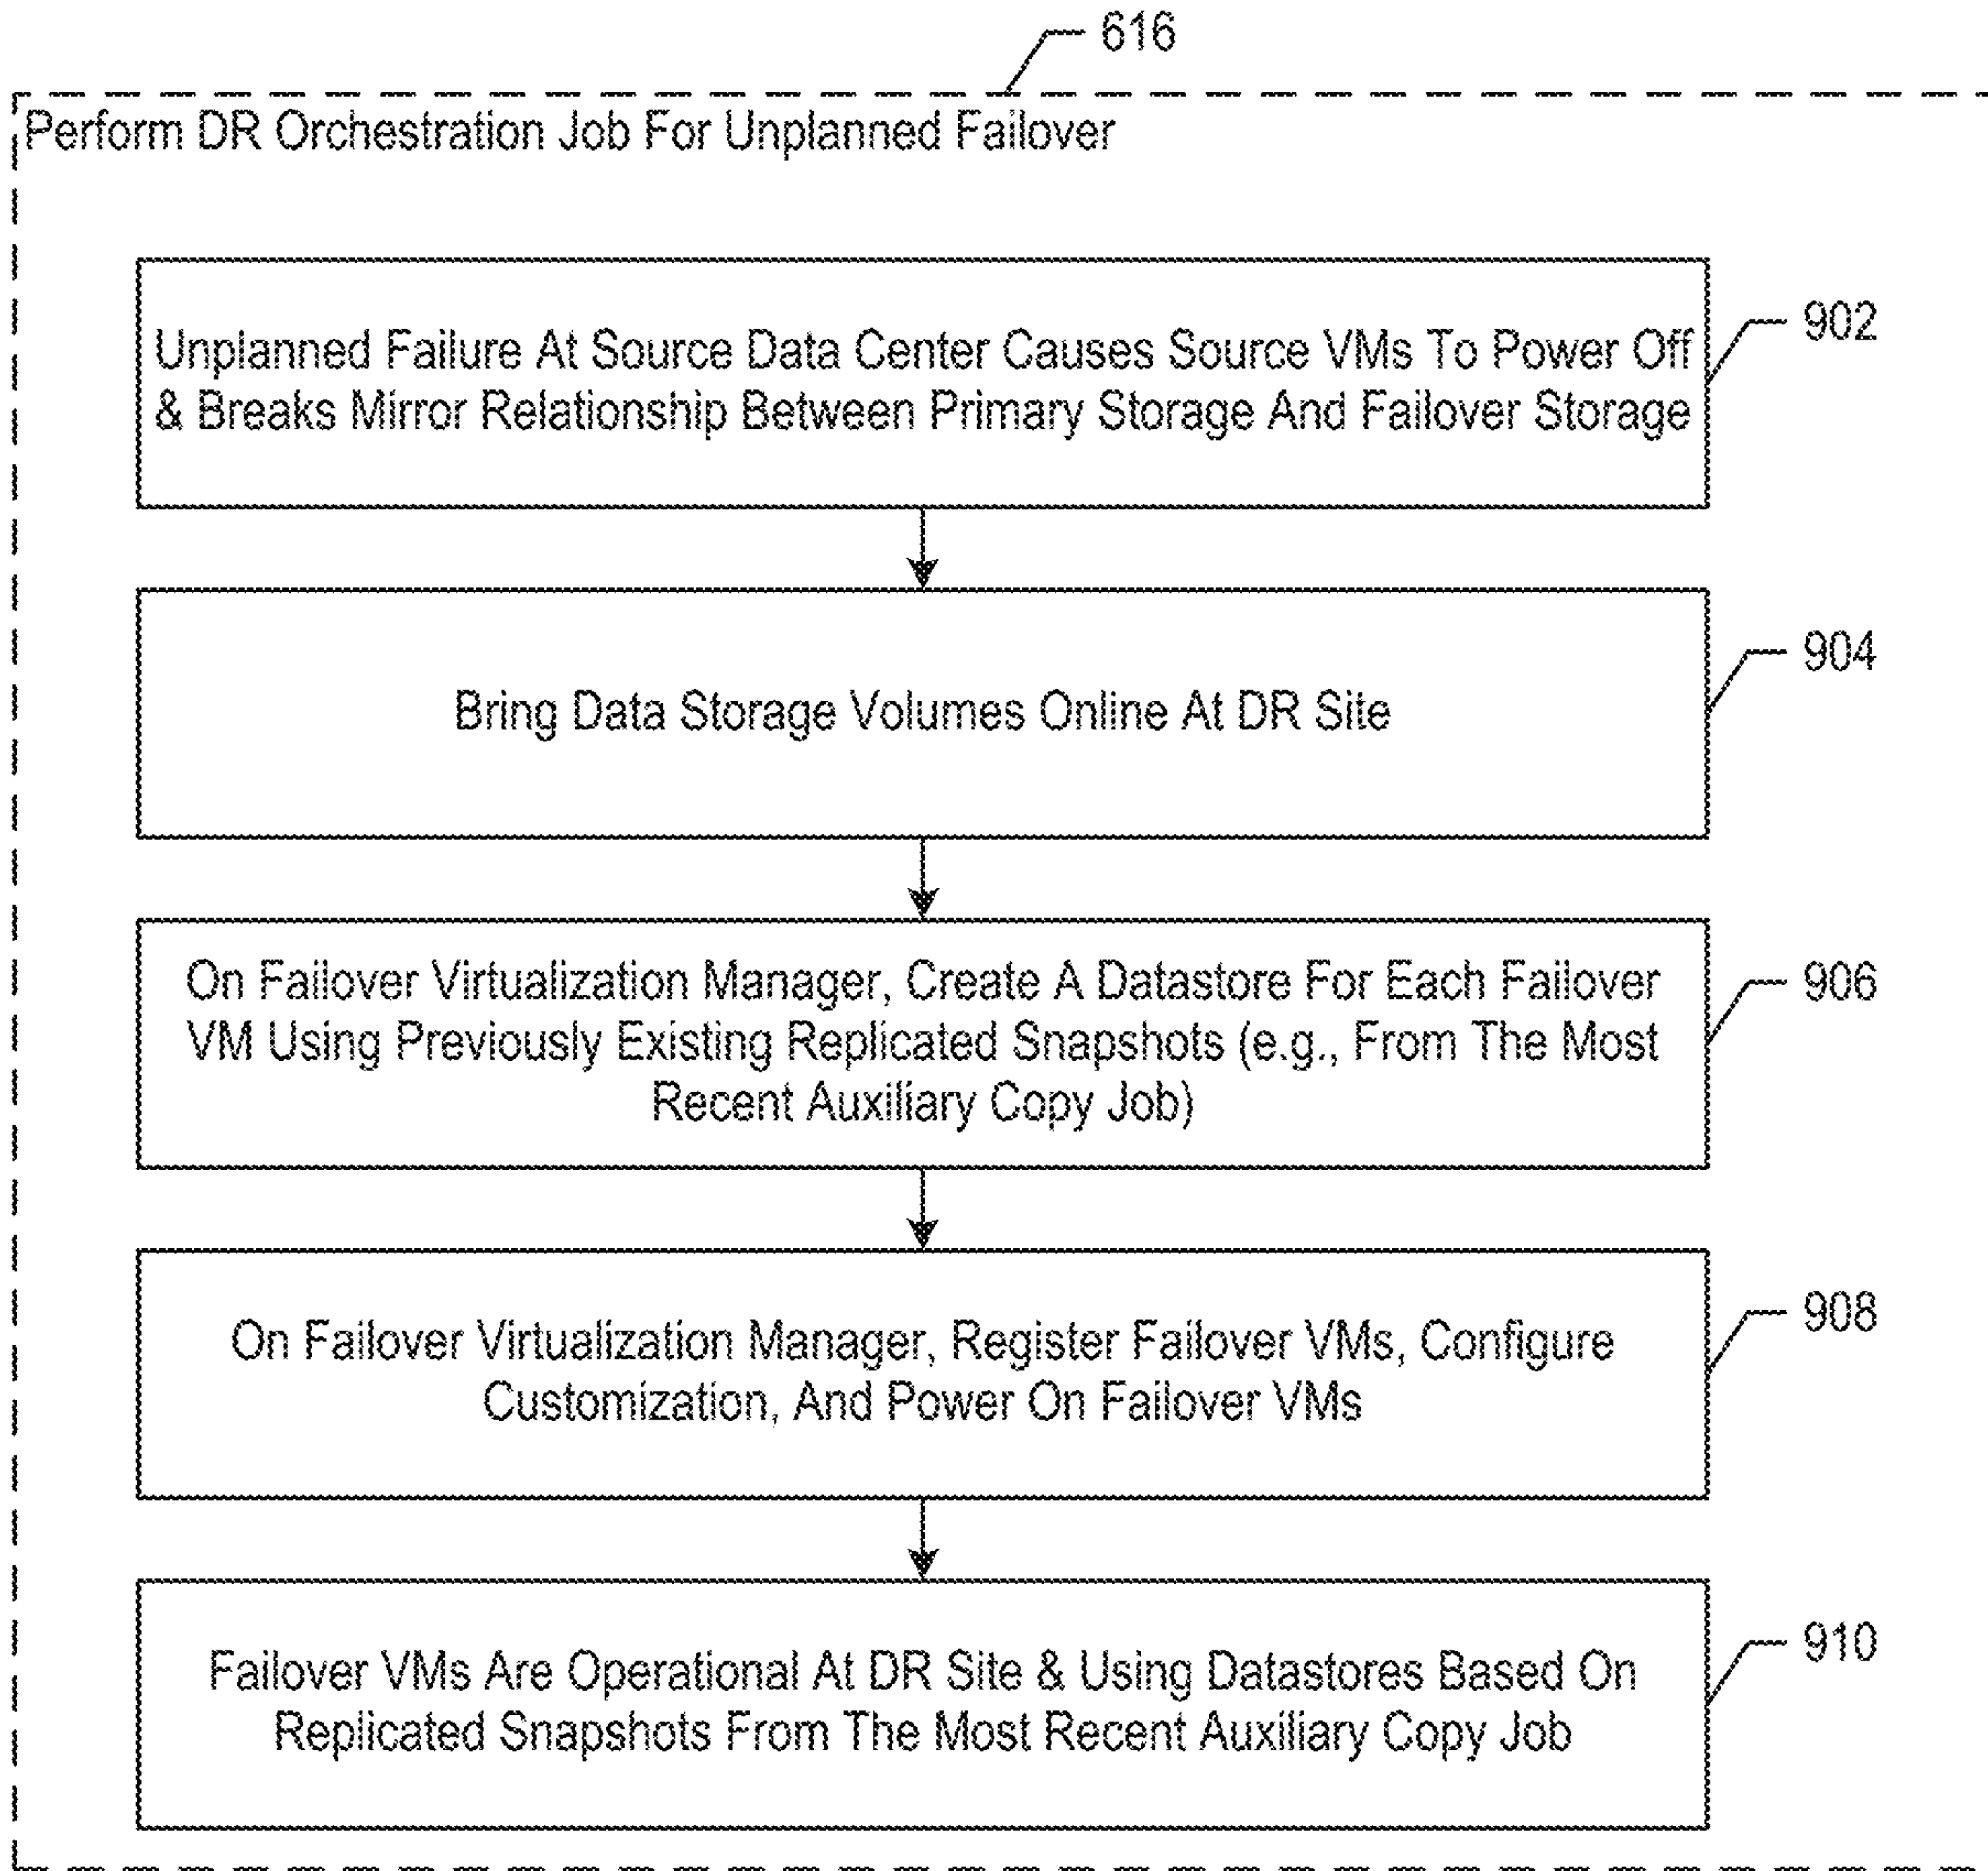 616
Perform DR Orchestration Job For Unplanned Failover
Unplanned Failure At Source Data Center Causes Source VMs To Power Off
& Breaks Mirror Relationship Between Primary Storage And Failover Storage
902
Bring Data Storage Volumes Online At DR Site
904
On Failover Virtualization Manager, Create A Datastore For Each Failover
VM Using Previously Existing Replicated Snapshots (e.g., From The Most
Recent Auxiliary Copy Job)
906
On Failover Virtualization Manager, Register Failover VMs, Configure
Customization, And Power On Failover VMs
908
Failover VMs Are Operational At DR Site & Using Datastores Based On
Replicated Snapshots From The Most Recent Auxiliary Copy Job
910